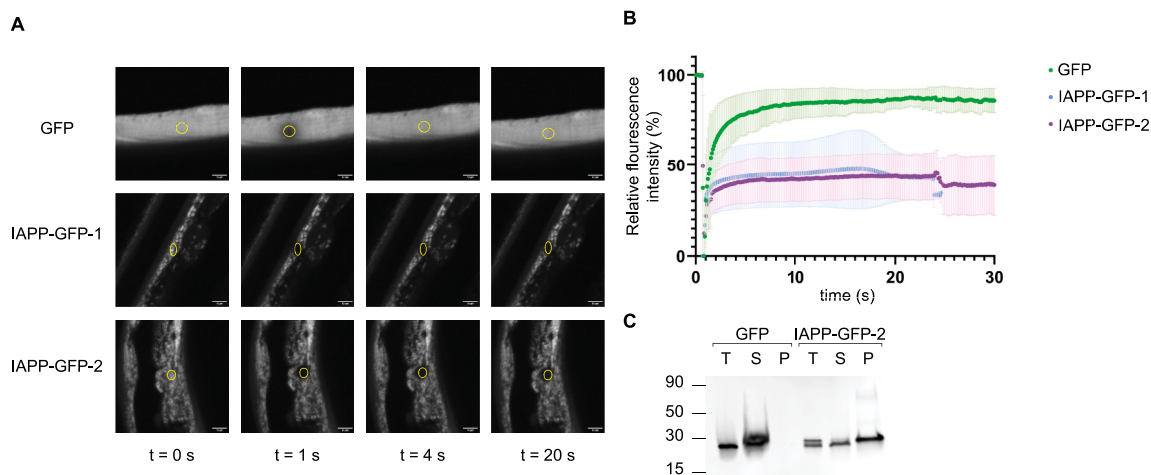 A
GFP
IAPP-GFP-1
IAPP-GFP-2
t = 0 s
t = 1 s
t = 4 s
t = 20 s
B
Relative flourescence
intensity (%)
100
50
0
0
10
20
30
time (s)
GFP
IAPP-GFP-1
IAPP-GFP-2
C
GFP
IAPP-GFP-2
T S P T S P
90
50
30
15